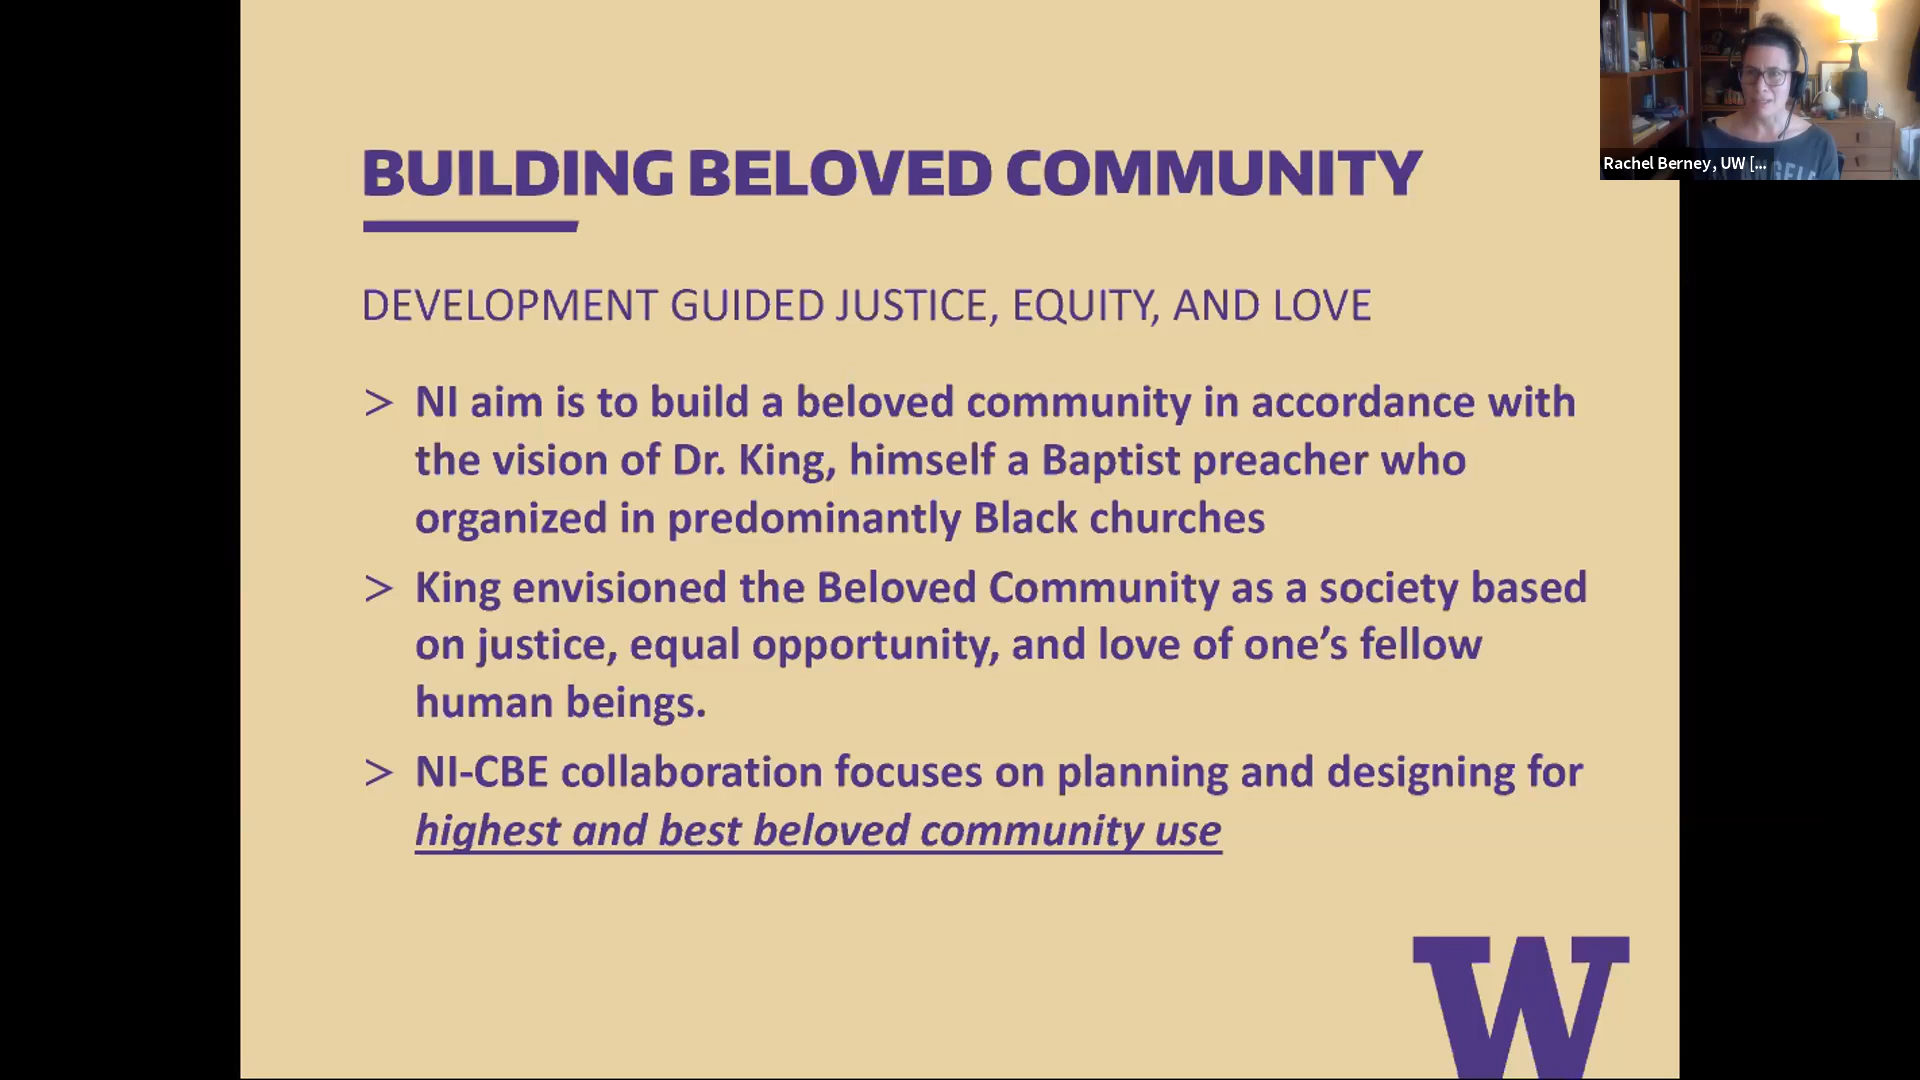 BUILDING BELOVED COMMUNITY
DEVELOPMENT GUIDED JUSTICE, EQUITY, AND LOVE
> NI aim is to build a beloved community in accordance with
the vision of Dr. King, himself a Baptist preacher who
organized in predominantly Black churches
> King envisioned the Beloved Community as a society based
on justice, equal opportunity, and love of one’s fellow
human beings.
> NI-CBE collaboration focuses on planning and designing for
highest and best beloved community use
W
Rachel Berney, UW [...